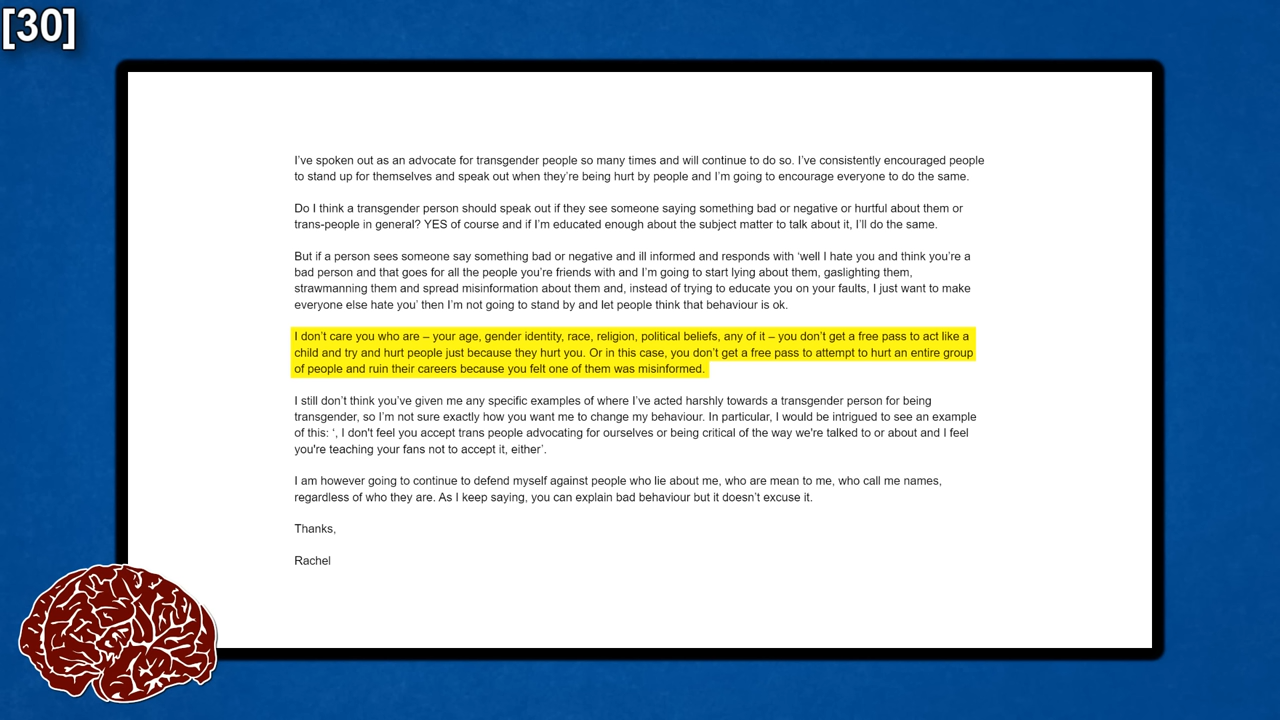 [30]
I’ve spoken out as an advocate for transgender people so many times and will continue to do so. I’ve consistently encouraged people
to stand up for themselves and speak out when they’re being hurt by people and I’m going to encourage everyone to do the same.
Do I think a transgender person should speak out if they see someone saying something bad or negative or hurtful about them or
trans-people in general? YES of course and if I’m educated enough about the subject matter to talk about it, I’ll do the same.
But if a person sees someone say something bad or negative and ill informed and responds with ‘well I hate you and think you’re a
bad person and that goes for all the people you’re friends with and I’m going to start lying about them, gaslighting them,
strawmanning them and spread misinformation about them and, instead of trying to educate you on your faults, I just want to make
everyone else hate you’ then I’m not going to stand by and let people think that behaviour is ok.
I don’t care you who are – your age, gender identity, race, religion, political beliefs, any of it – you don’t get a free pass to act like a
child and try and hurt people just because they hurt you. Or in this case, you don’t get a free pass to attempt to hurt an entire group
of people and ruin their careers because you felt one of them was misinformed.
I still don’t think you’ve given me any specific examples of where I’ve acted harshly towards a transgender person for being
transgender, so I’m not sure exactly how you want me to change my behaviour. In particular, I would be intrigued to see an example
of this: ‘, I don't feel you accept trans people advocating for ourselves or being critical of the way we're talked to or about and I feel
you're teaching your fans not to accept it, either’.
I am however going to continue to defend myself against people who lie about me, who are mean to me, who call me names,
regardless of who they are. As I keep saying, you can explain bad behaviour but it doesn’t excuse it.
Thanks,
Rachel